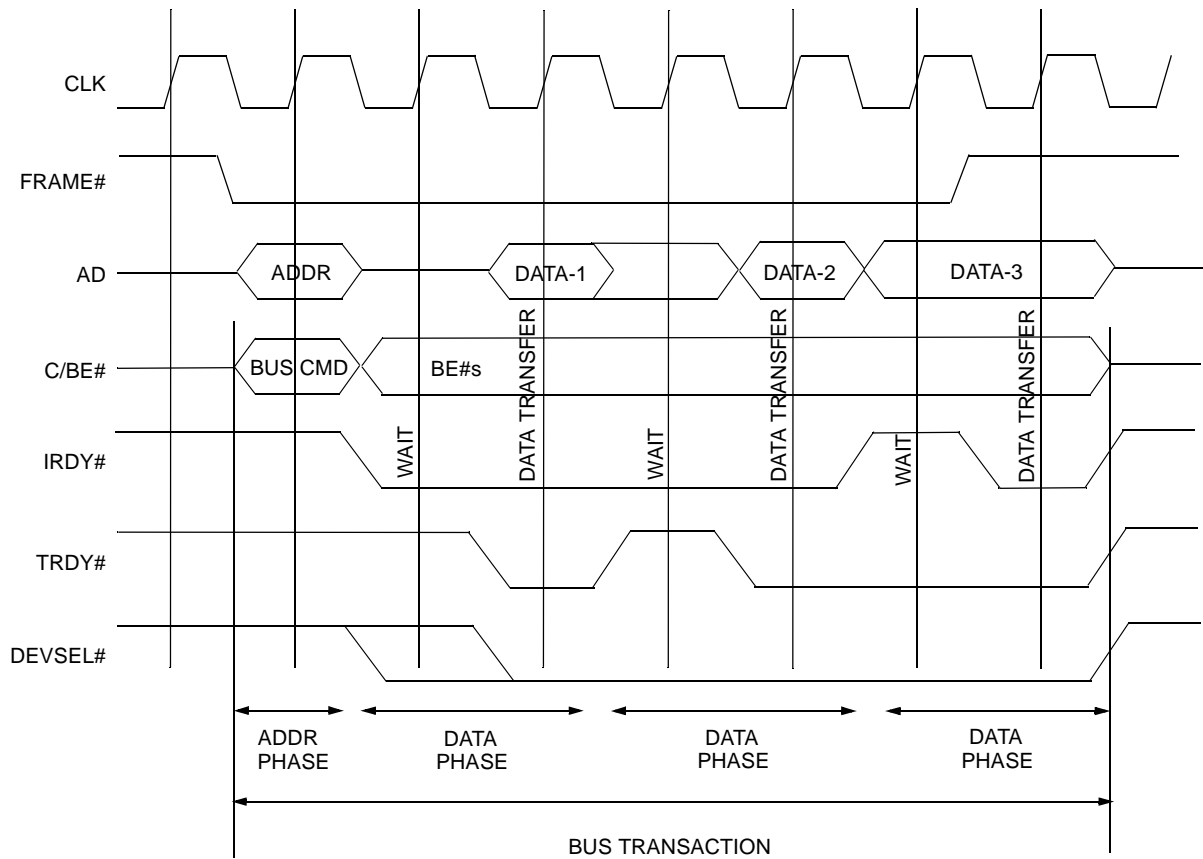 CLK
FRAME#
AD
ADDR
DATA-1
DATA-2
DATA-3
C/BE#
BUS CMD
BE#s
IRDY#
WAIT
DATA TRANSFER
WAIT
DATA TRANSFER
WAIT
DATA TRANSFER
TRDY#
DEVSEL#
ADDR
PHASE
DATA
PHASE
DATA
PHASE
DATA
PHASE
BUS TRANSACTION